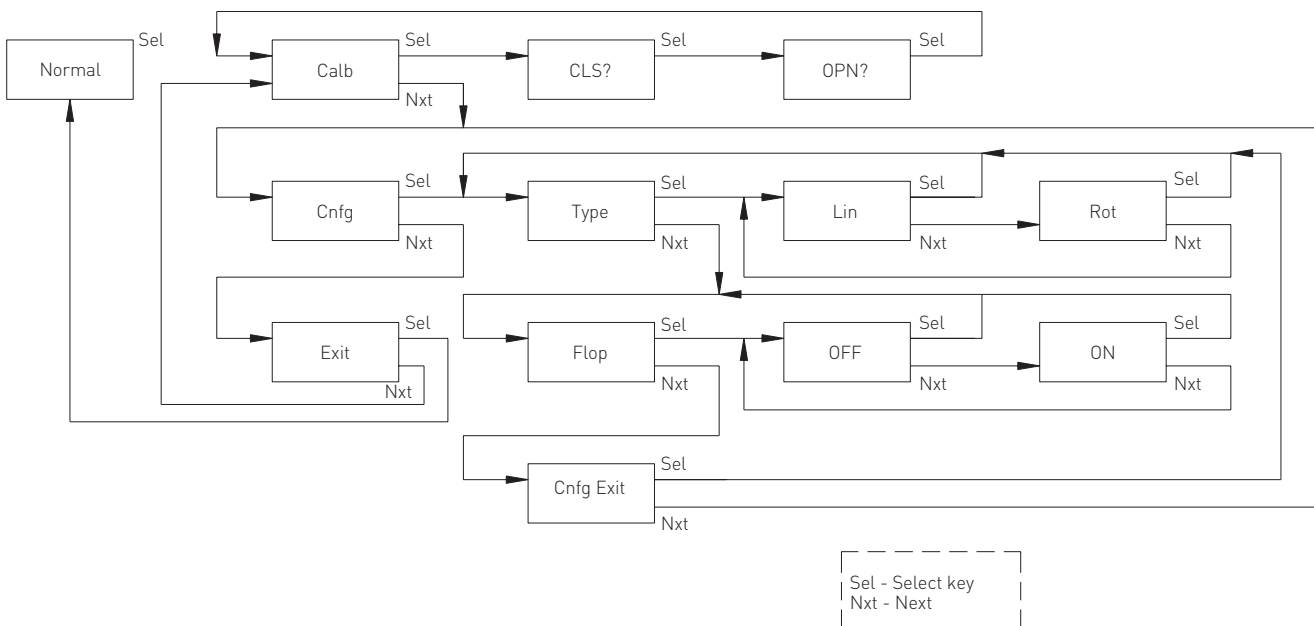 Sel
Normal
Sel
Calb
Nxt
Sel
CLS?
Sel
OPN?
Sel
Cnfg
Nxt
Sel
Type
Nxt
Sel
Lin
Nxt
Sel
Rot
Nxt
Sel
Exit
Nxt
Sel
Flop
Nxt
Sel
OFF
Nxt
Sel
ON
Nxt
Sel
Cnfg Exit
Nxt
Sel - Select key
Nxt - Next